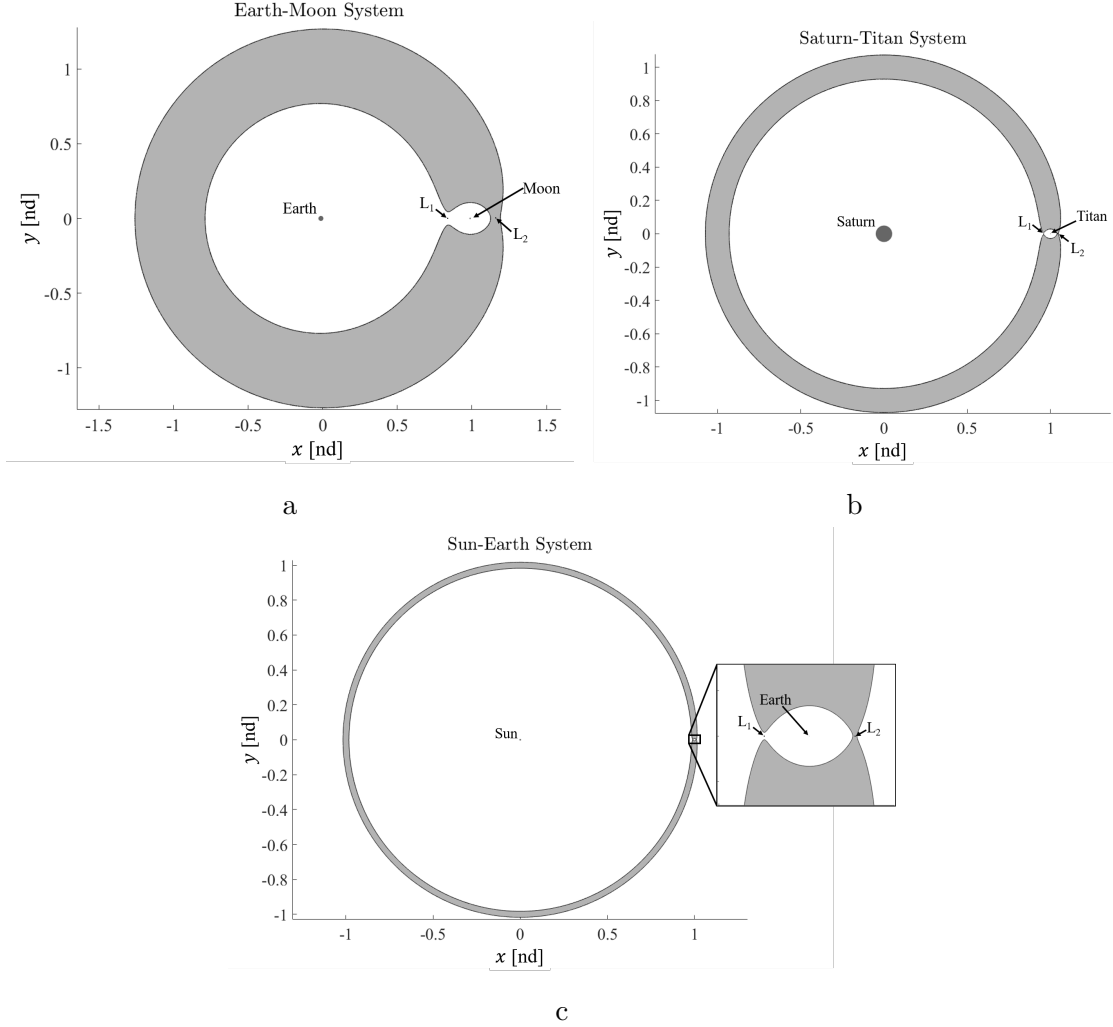 Earth-Moon System
1
0.5
0
-0.5
-1
y [nd]
Earth
L1
Moon
L2
-1.5 -1 -0.5 0 0.5 1 1.5
x [nd]
a
Saturn-Titan System
1
0.8
0.6
0.4
0.2
0
-0.2
-0.4
-0.6
-0.8
-1
y [nd]
Saturn
L1
Titan
L2
-1 -0.5 0 0.5 1
x [nd]
b
Sun-Earth System
1
0.8
0.6
0.4
0.2
0
-0.2
-0.4
-0.6
-0.8
-1
y [nd]
Sun
Earth
L1
L2
-1 -0.5 0 0.5 1
x [nd]
c